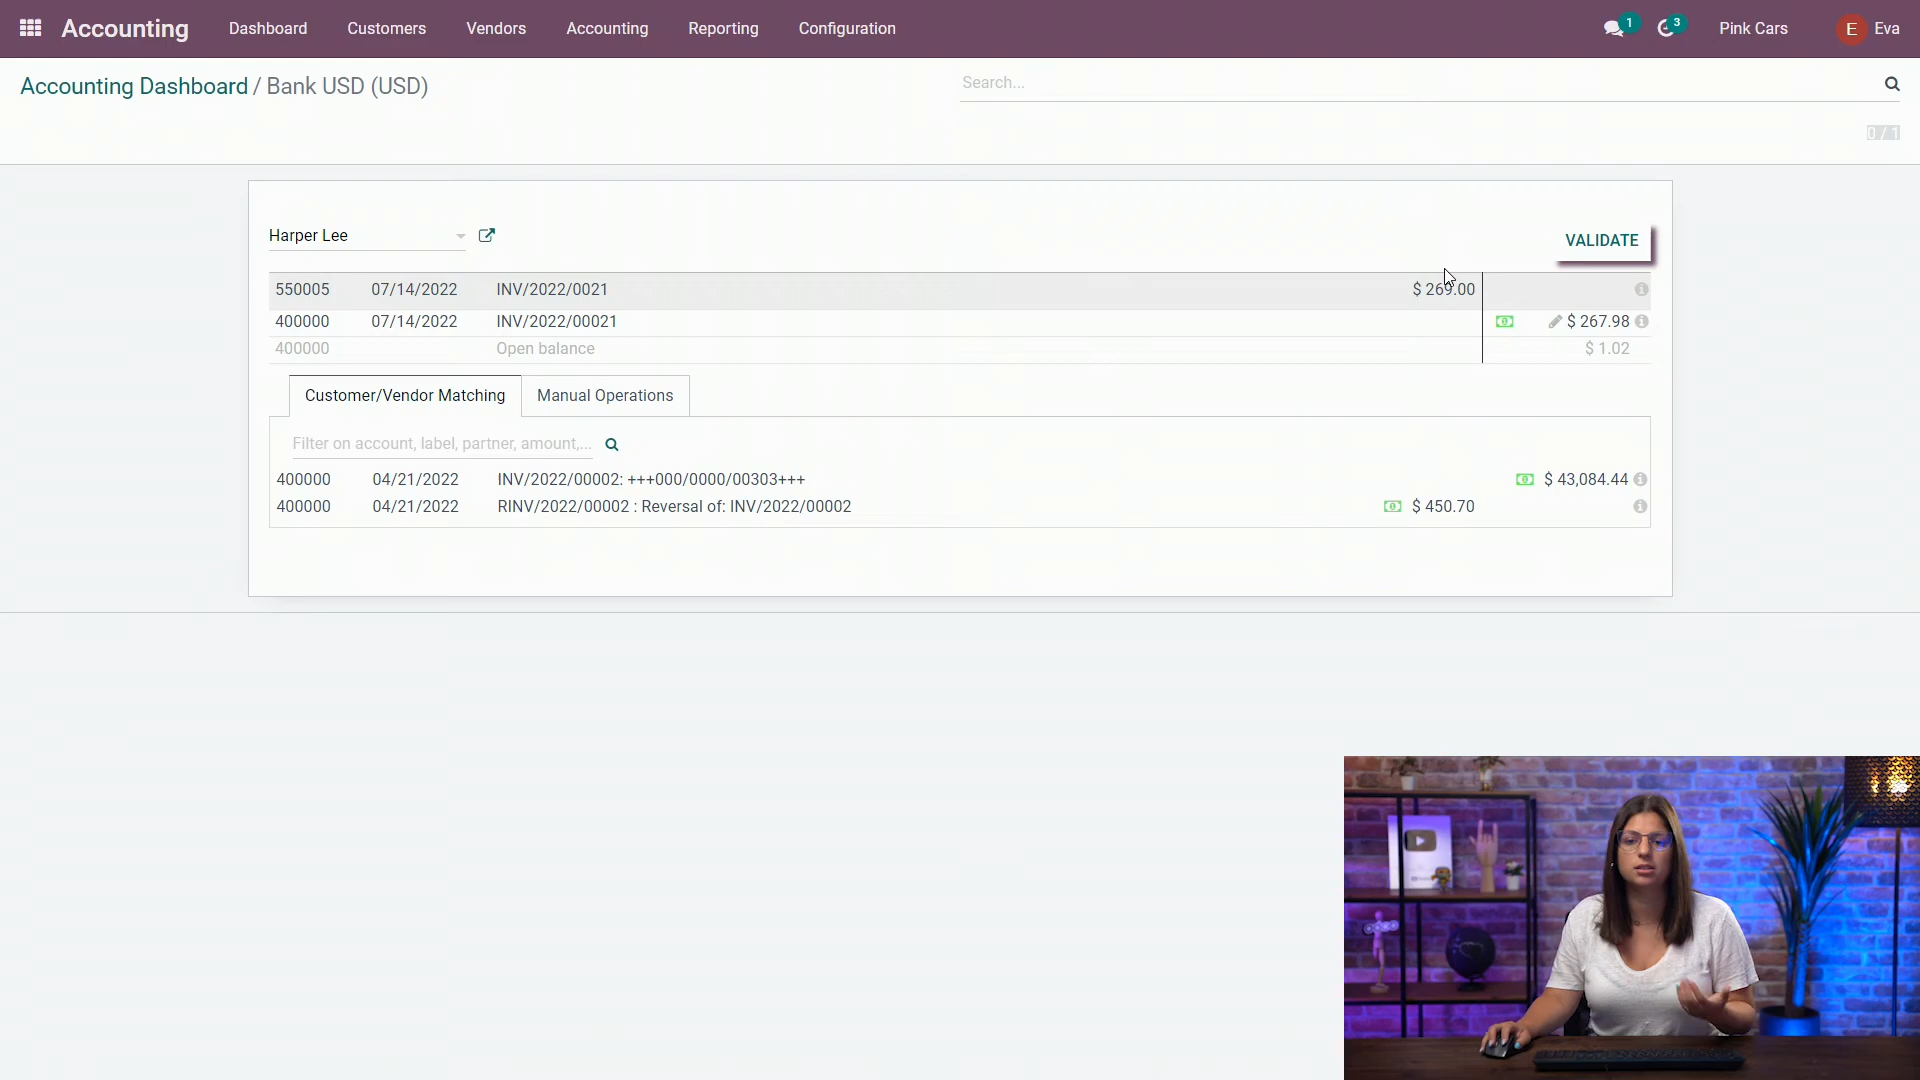 Accounting Dashboard Customers Vendors Accounting Reporting Configuration 1 3 Pink Cars E Eva
Accounting Dashboard / Bank USD (USD)
Search...
0 / 1
Harper Lee
VALIDATE
550005 07/14/2022 INV/2022/0021 $ 269.00
400000 07/14/2022 INV/2022/00021 $ 267.98
400000 Open balance $ 1.02
Customer/Vendor Matching Manual Operations
Filter on account, label, partner, amount,...
400000 04/21/2022 INV/2022/00002: +++000/0000/00303+++ $ 43,084.44
400000 04/21/2022 RINV/2022/00002 : Reversal of: INV/2022/00002 $ 450.70